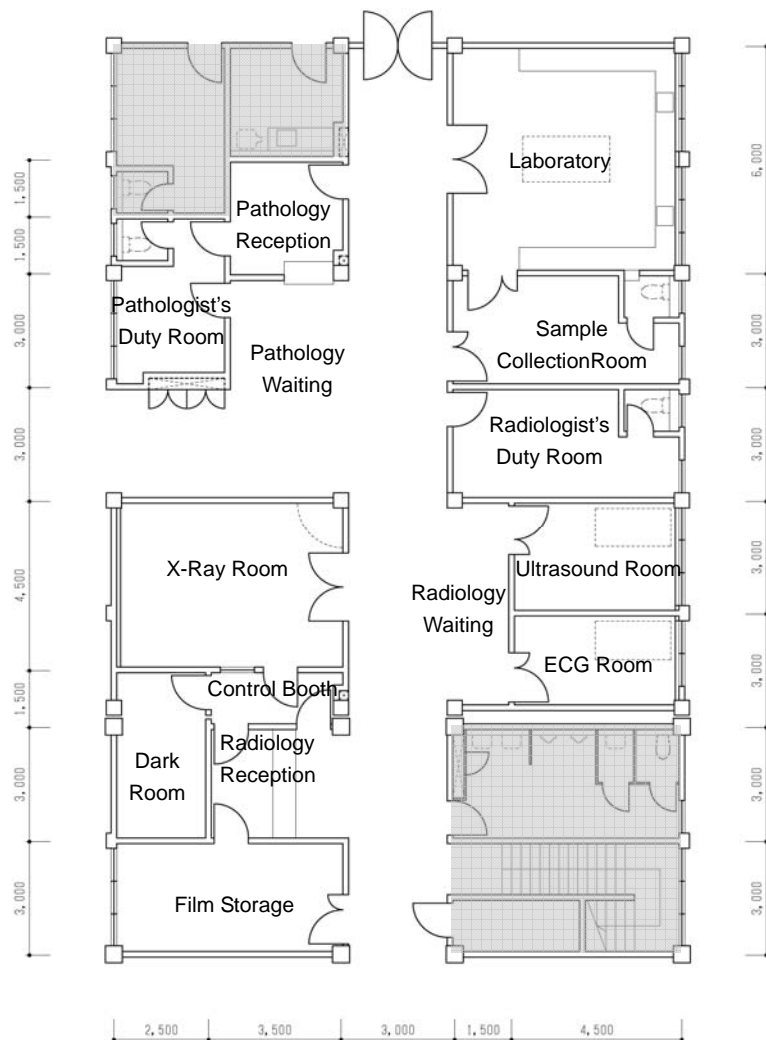 6,000
Laboratory
1,500
Pathology
Reception
1,500
Pathologist's
Duty Room
3,000
Pathology
Waiting
Sample
CollectionRoom
3,000
3,000
Radiologist's
Duty Room
3,000
X-Ray Room
4,500
Ultrasound Room
3,000
Radiology
Waiting
ECG Room
3,000
Control Booth
1,500
Radiology
Reception
Dark
Room
3,000
3,000
Film Storage
3,000
3,000
2,500
3,500
3,000
1,500
4,500